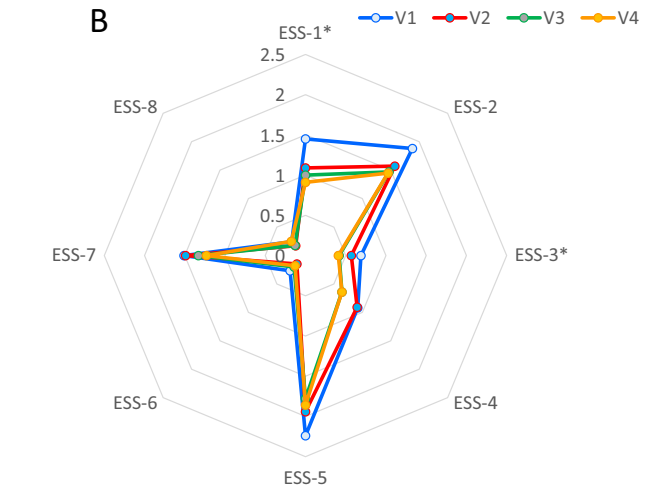 B
V1 V2 V3 V4
ESS-1*
2.5
ESS-8
ESS-2
2
1.5
1
0.5
ESS-7
0
ESS-3*
ESS-6
ESS-4
ESS-5